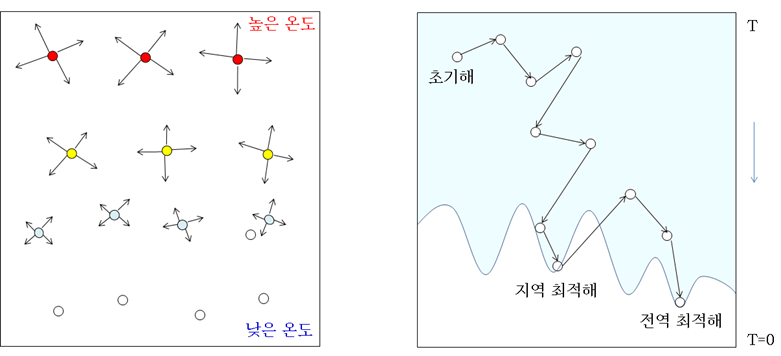 높은 온도
낮은 온도
T
초기해
지역 최적해
전역 최적해
T=0